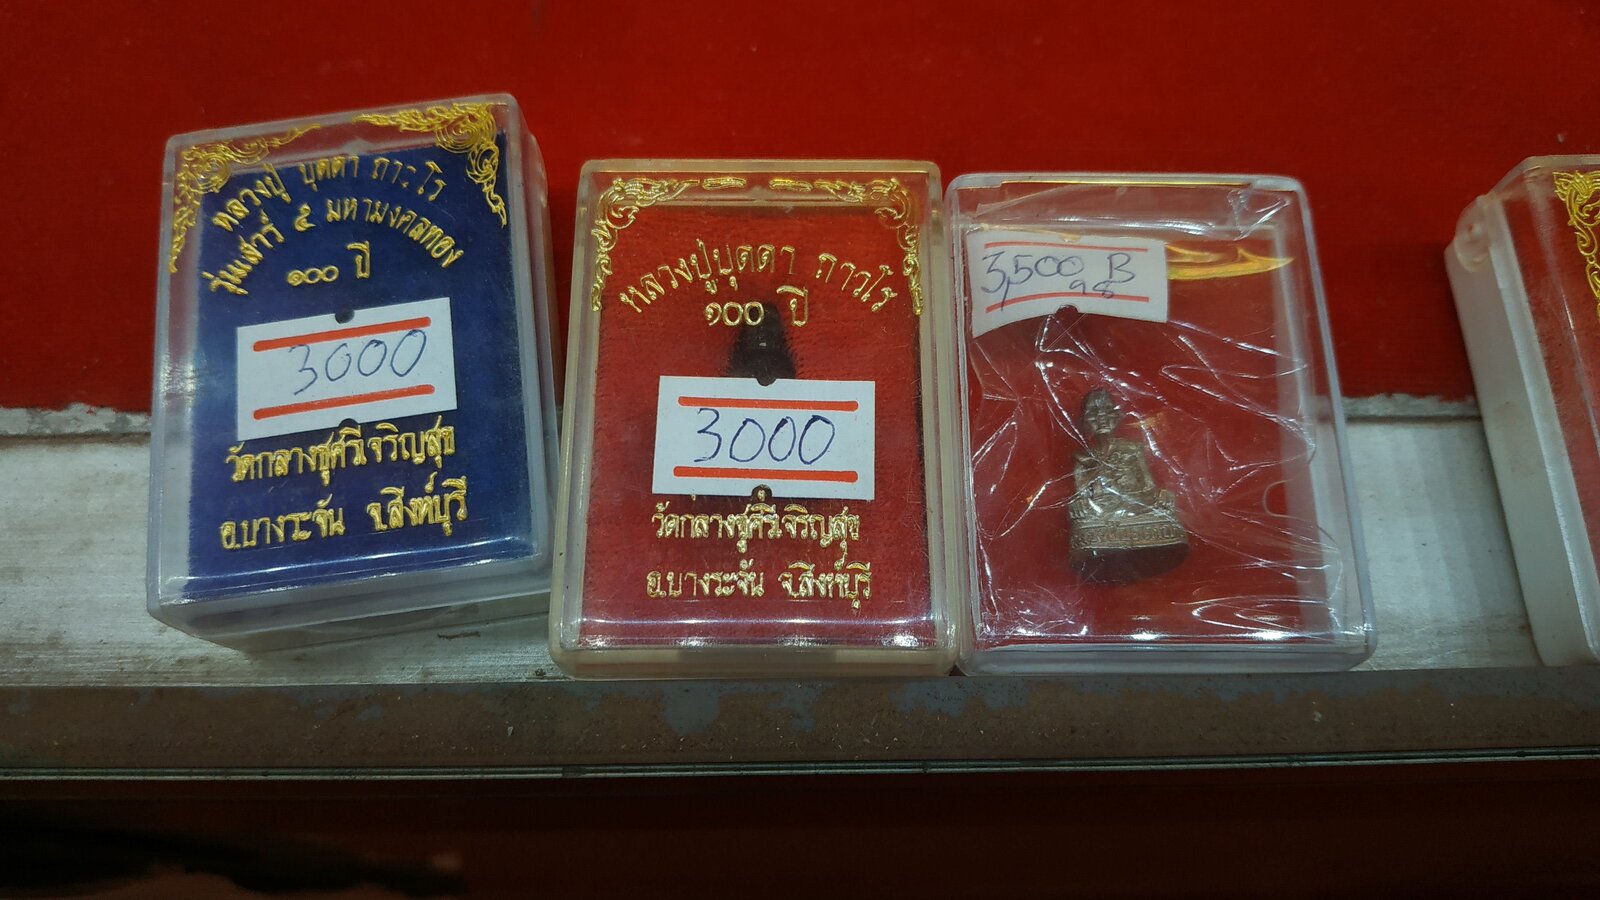 หลวงปู่ บุดดา ถาวโร
รุ่นเสาร์ ๕ มหามงคลทอง
๑๐๐ ปี
3000
วัดกลางชูศรีเจริญสุข
อ.บางระจัน จ.สิงห์บุรี
หลวงปู่บุดดา ถาวโร
๑๐๐ ปี
3000
วัดกลางชูศรีเจริญสุข
อ.บางระจัน จ.สิงห์บุรี
3,500 B